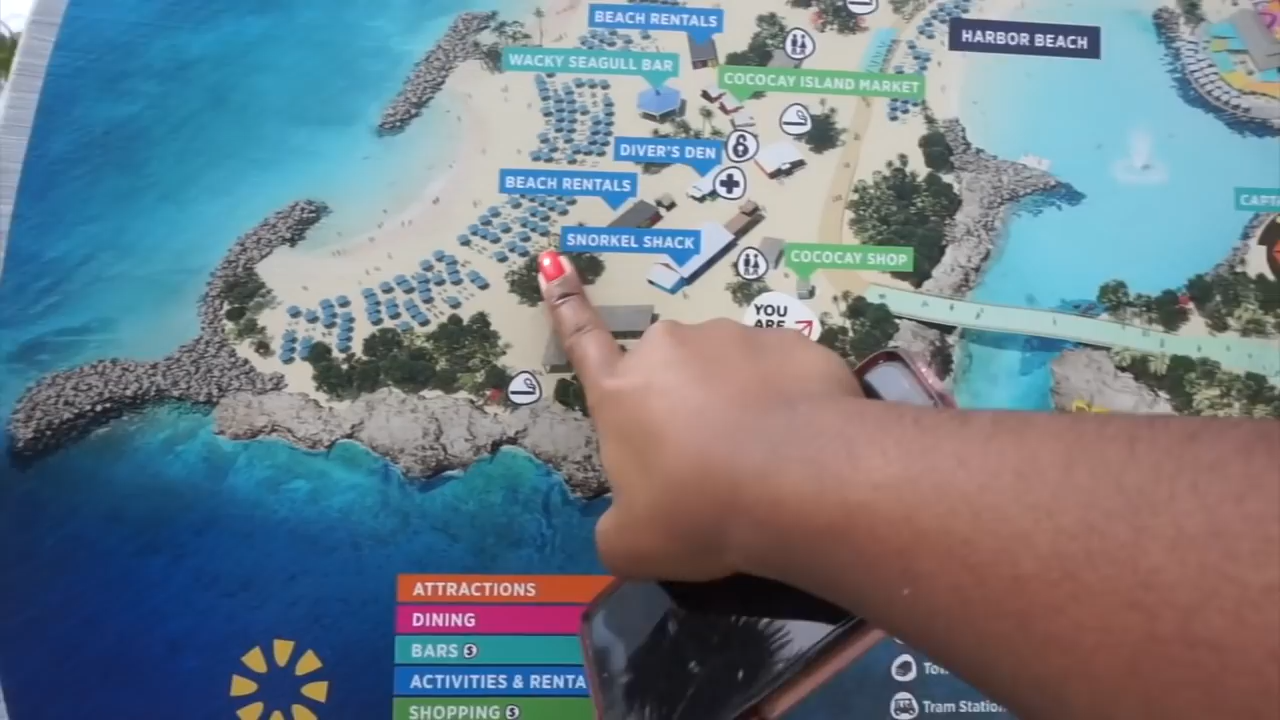 BEACH RENTALS
HARBOR BEACH
WACKY SEAGULL BAR
COCOCAY ISLAND MARKET
DIVER'S DEN
BEACH RENTALS
SNORKEL SHACK
COCOCAY SHOP
YOU
ARE
ATTRACTIONS
DINING
BARS $
ACTIVITIES & RENTA
SHOPPING $
Tram Station